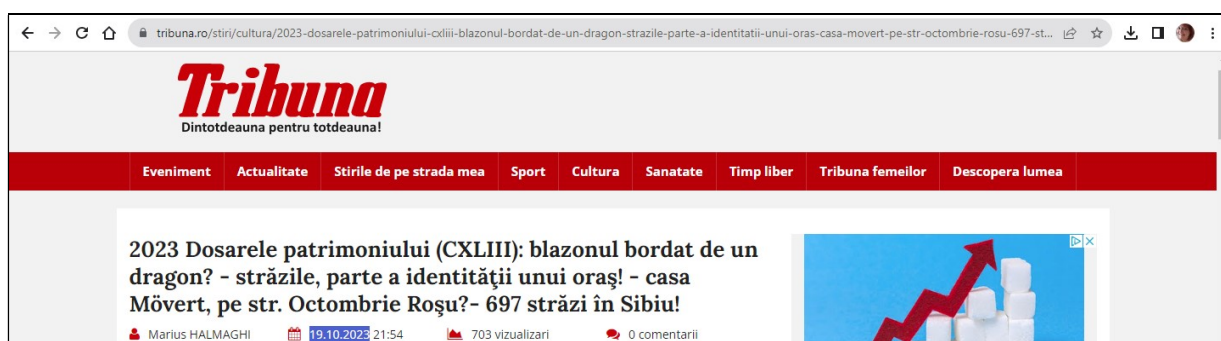 tribuna.ro/stiri/cultura/2023-dosarele-patrimoniului-cxliii-blazonul-bordat-de-un-dragon-strazile-parte-a-identitatii-unui-oras-casa-movert-pe-str-octombrie-rosu-697-st...
Tribuna
Dintotdeauna pentru totdeauna!
Eveniment Actualitate Stirile de pe strada mea Sport Cultura Sanatate Timp liber Tribuna femeilor Descopera lumea
2023 Dosarele patrimoniului (CXLIII): blazonul bordat de un
dragon? - străzile, parte a identităţii unui oraş! - casa
Mövert, pe str. Octombrie Roşu?- 697 străzi în Sibiu!
Marius HALMAGHI 19.10.2023 21:54 703 vizualizari 0 comentarii